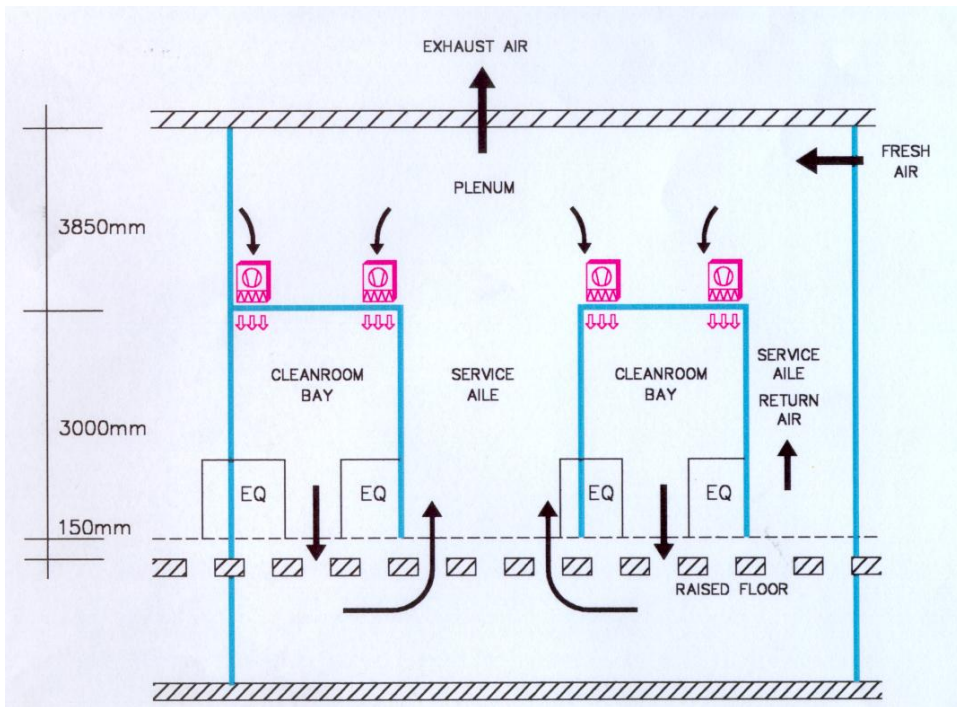 EXHAUST AIR
FRESH
AIR
PLENUM
3850mm
CLEANROOM
BAY
SERVICE
AILE
CLEANROOM
BAY
SERVICE
AILE
RETURN
AIR
3000mm
EQ
EQ
EQ
EQ
150mm
RAISED FLOOR